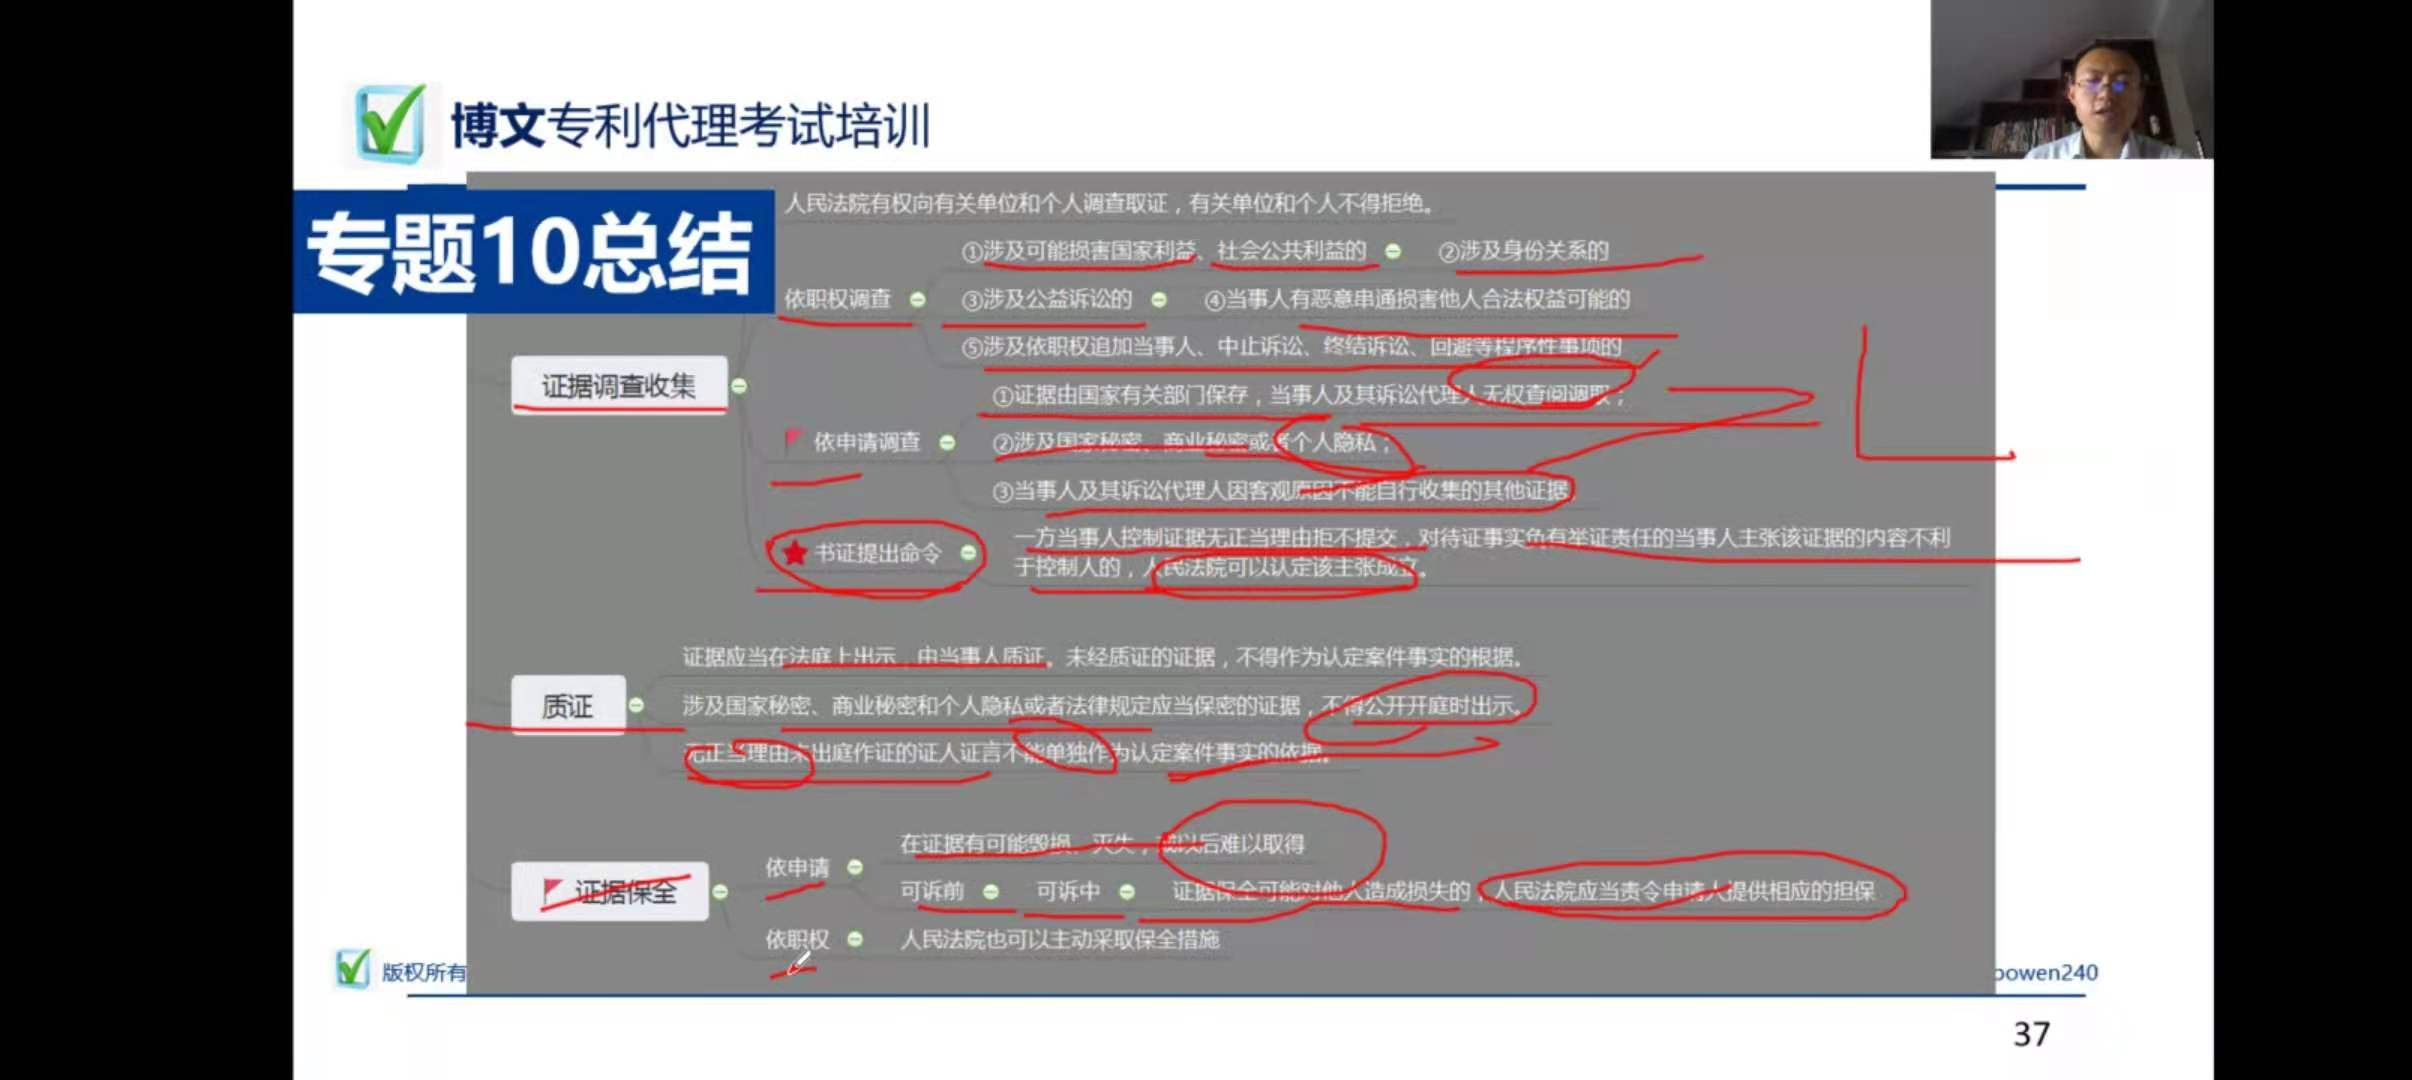 博文专利代理考试培训
专题10总结
人民法院有权向有关单位和个人调查取证，有关单位和个人不得拒绝。
证据调查收集
依职权调查
①涉及可能损害国家利益、社会公共利益的 ②涉及身份关系的
③涉及公益诉讼的 ④当事人有恶意串通损害他人合法权益可能的
⑤涉及依职权追加当事人、中止诉讼、终结诉讼、回避等程序性事项的
依申请调查
①证据由国家有关部门保存，当事人及其诉讼代理人无权查阅调取；
②涉及国家秘密、商业秘密或者个人隐私；
③当事人及其诉讼代理人因客观原因不能自行收集的其他证据
书证提出命令
一方当事人控制证据无正当理由拒不提交，对待证事实负有举证责任的当事人主张该证据的内容不利
于控制人的，人民法院可以认定该主张成立。
质证
证据应当在法庭上出示，由当事人质证。未经质证的证据，不得作为认定案件事实的根据。
涉及国家秘密、商业秘密和个人隐私或者法律规定应当保密的证据，不得公开开庭时出示。
无正当理由未出庭作证的证人证言不能单独作为认定案件事实的依据。
证据保全
依申请
在证据有可能毁损、灭失，或以后难以取得
可诉前 可诉中 证据保全可能对他人造成损失的，人民法院应当责令申请人提供相应的担保
依职权 人民法院也可以主动采取保全措施
版权所有
bowen240
37